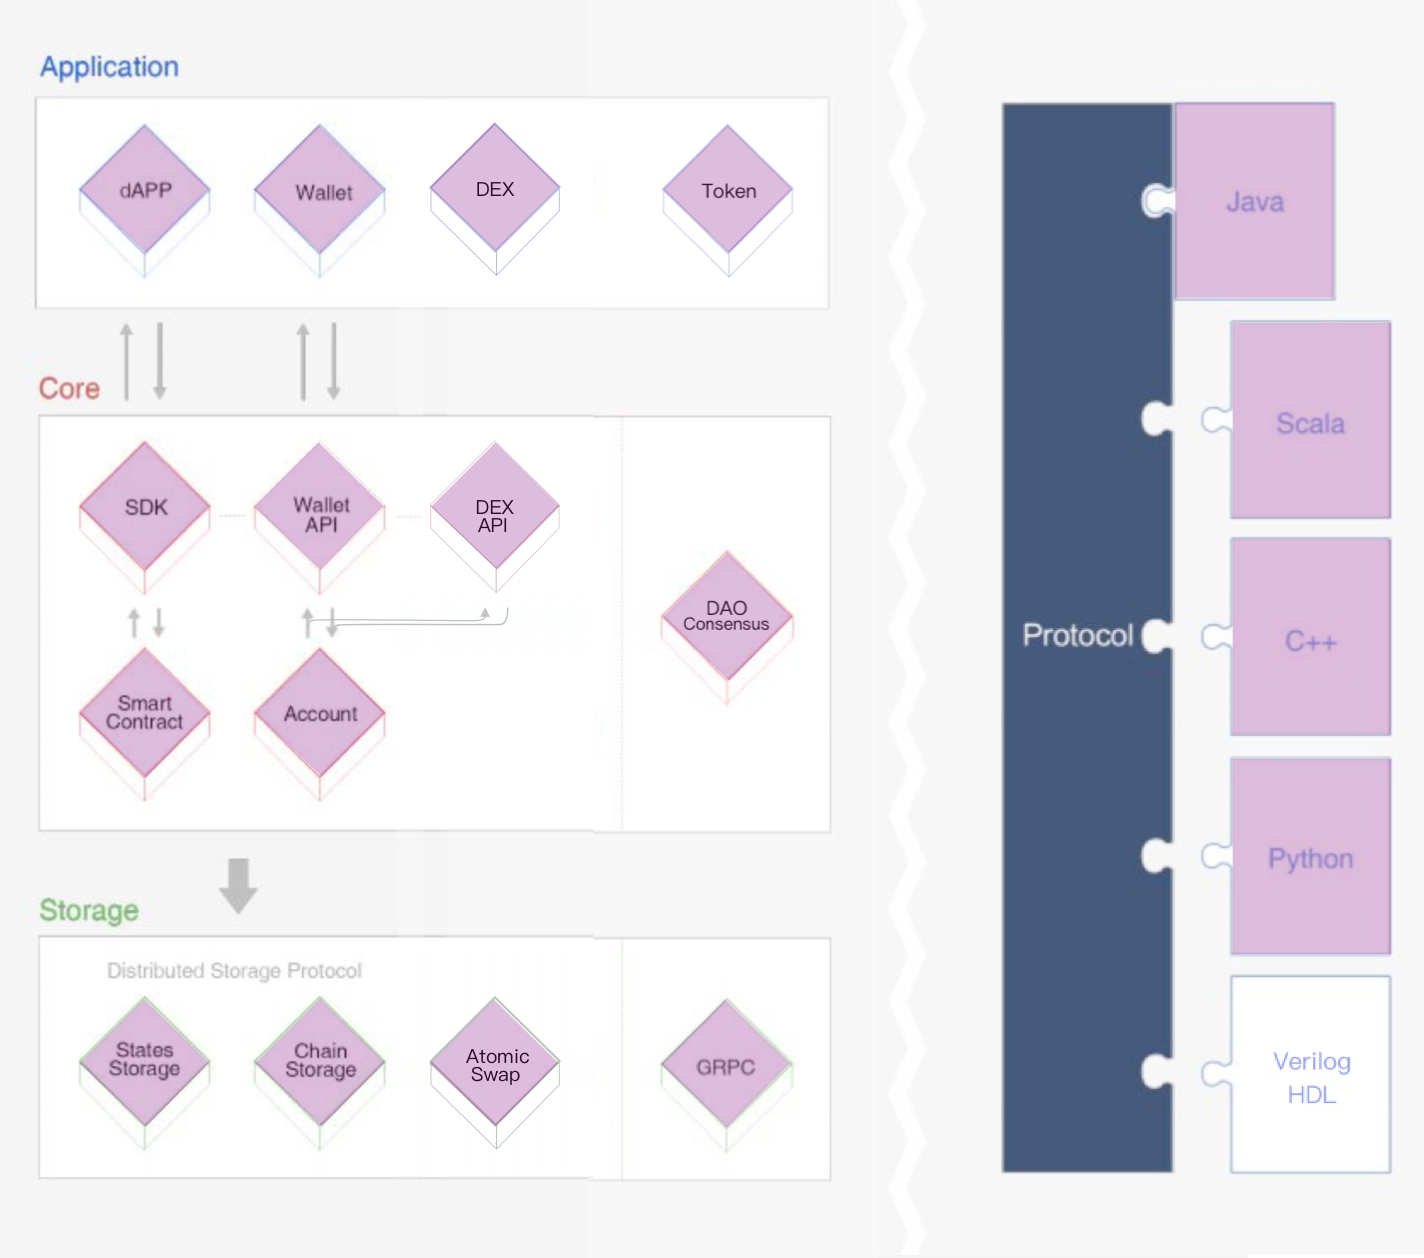 Application
dAPP
Wallet
DEX
Token
Core
SDK
Wallet
API
DEX
API
DAO
Consensus
Smart
Contract
Account
Storage
Distributed Storage Protocol
States
Storage
Chain
Storage
Atomic
Swap
GRPC
Protocol
Java
Scala
C++
Python
Verilog
HDL